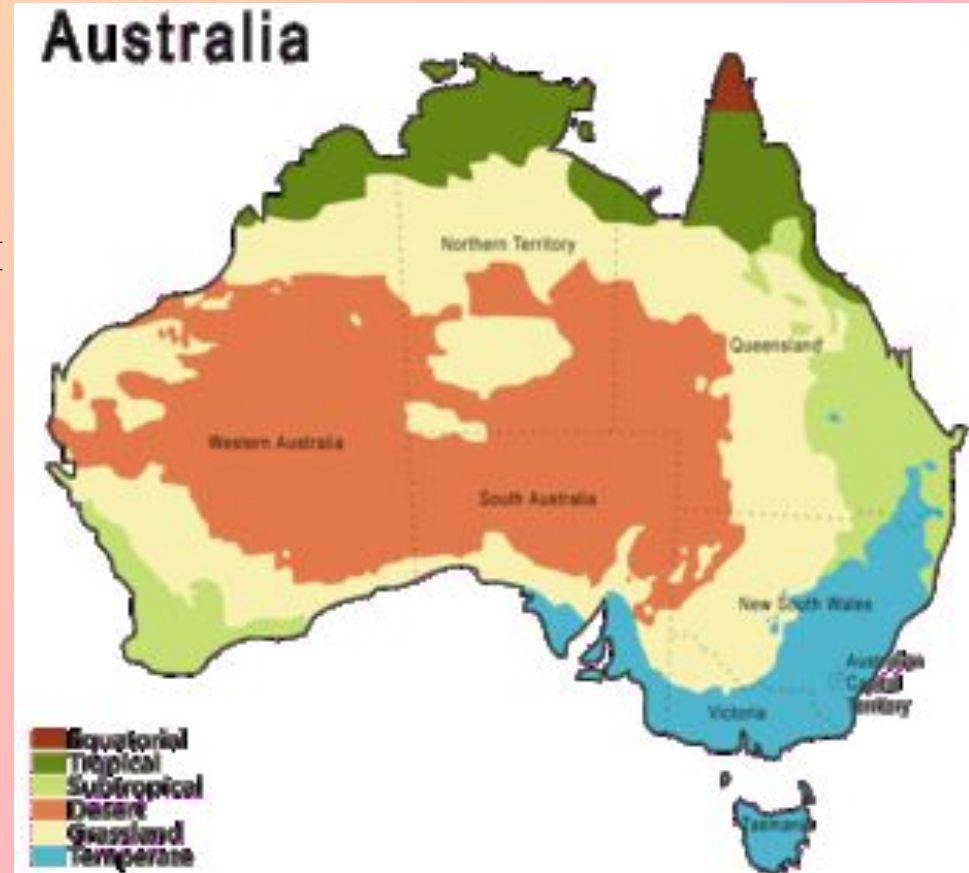 Australia
Northern Territory
Queensland
Western Australia
South Australia
New South Wales
Australian
Capital
Territory
Victoria
Tasmania
Equatorial
Tropical
Subtropical
Desert
Grassland
Temperate